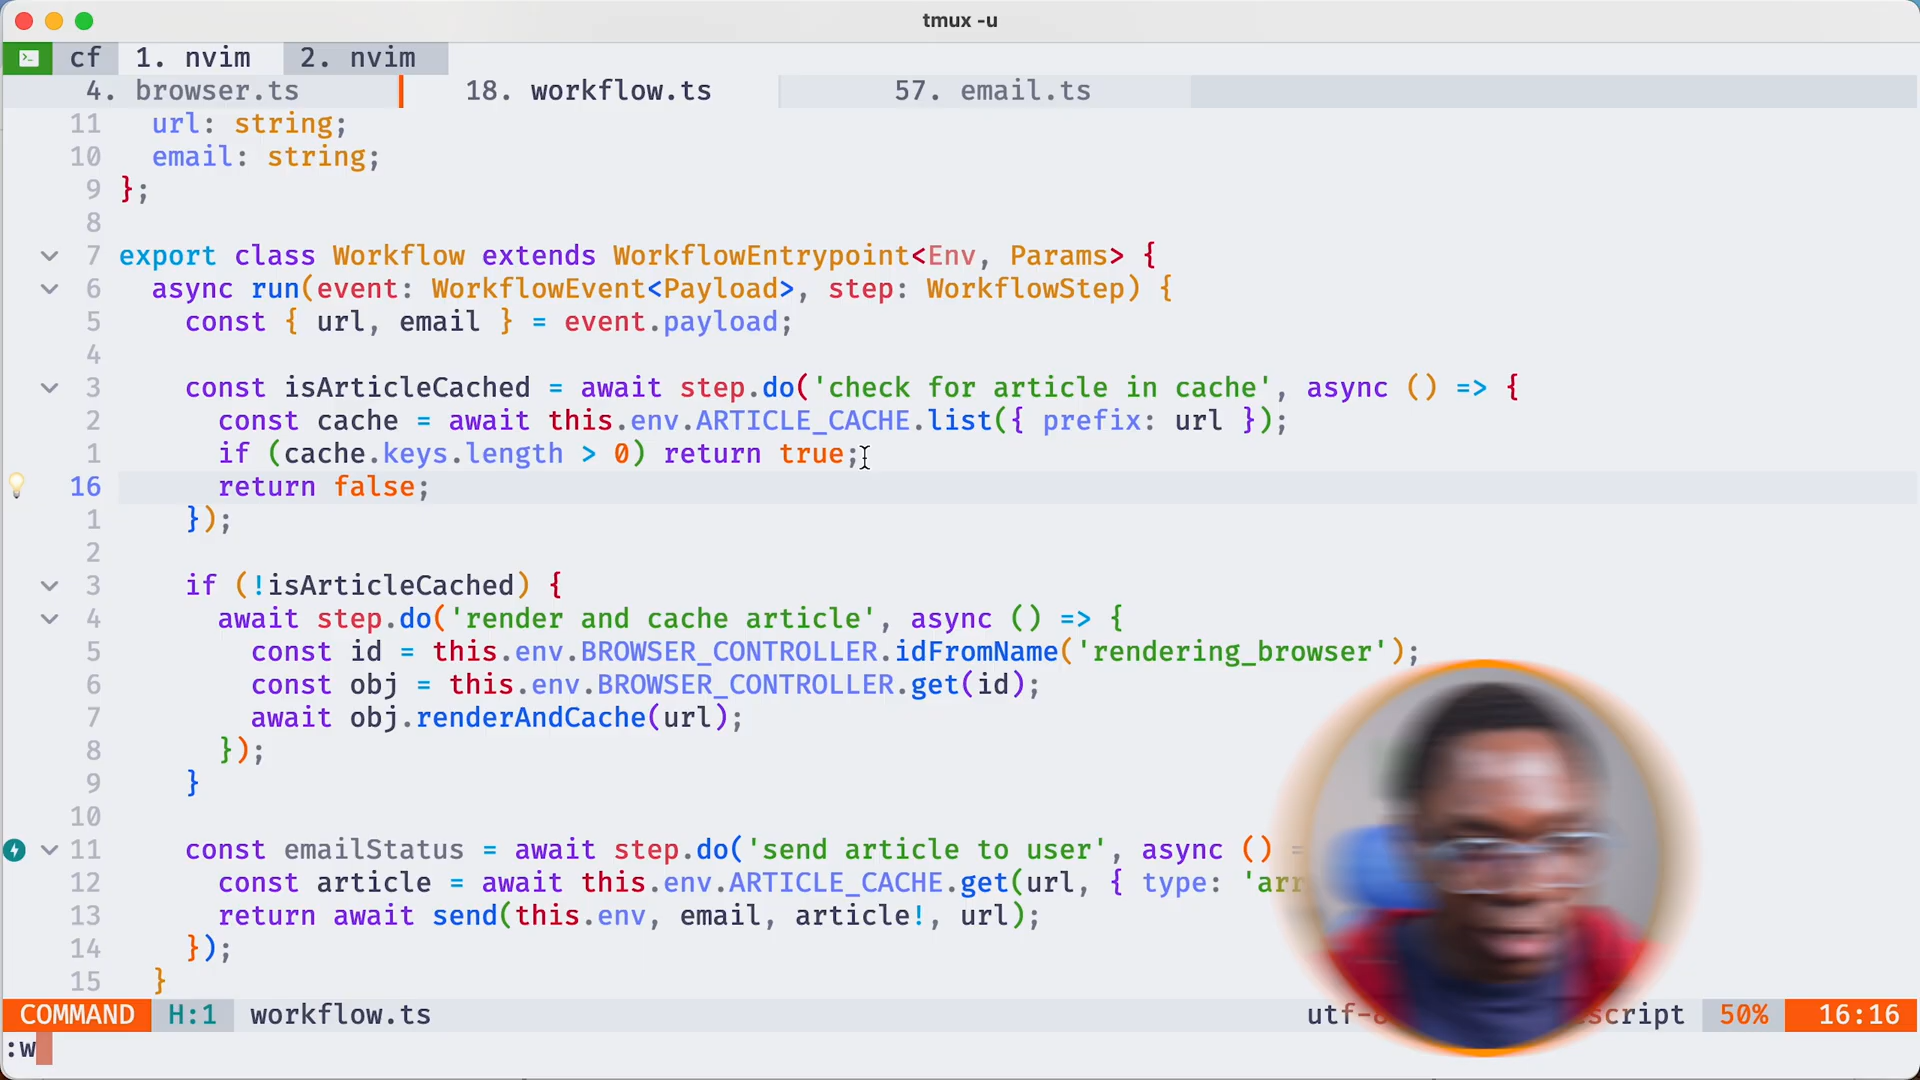 tmux -u
cf 1. nvim 2. nvim
4. browser.ts 18. workflow.ts 57. email.ts
11 url: string;
10 email: string;
9 };
8
7 export class Workflow extends WorkflowEntrypoint<Env, Params> {
6 async run(event: WorkflowEvent<Payload>, step: WorkflowStep) {
5 const { url, email } = event.payload;
4
3 const isArticleCached = await step.do('check for article in cache', async () => {
2 const cache = await this.env.ARTICLE_CACHE.list({ prefix: url });
1 if (cache.keys.length > 0) return true;
16 return false;
1 });
2
3 if (!isArticleCached) {
4 await step.do('render and cache article', async () => {
5 const id = this.env.BROWSER_CONTROLLER.idFromName('rendering_browser');
6 const obj = this.env.BROWSER_CONTROLLER.get(id);
7 await obj.renderAndCache(url);
8 });
9 }
10
11 const emailStatus = await step.do('send article to user', async () =
12 const article = await this.env.ARTICLE_CACHE.get(url, { type: 'arr
13 return await send(this.env, email, article!, url);
14 });
15 }
COMMAND H:1 workflow.ts utf-8 script 50% 16:16
:w